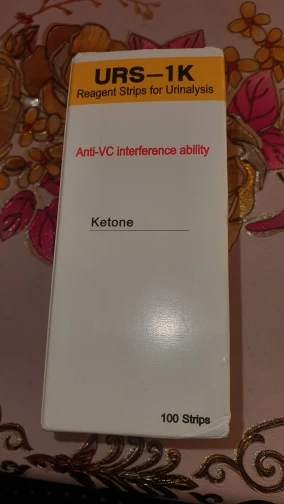 URS-1K
Reagent Strips for Urinalysis
Anti-VC interference ability
Ketone
100 Strips